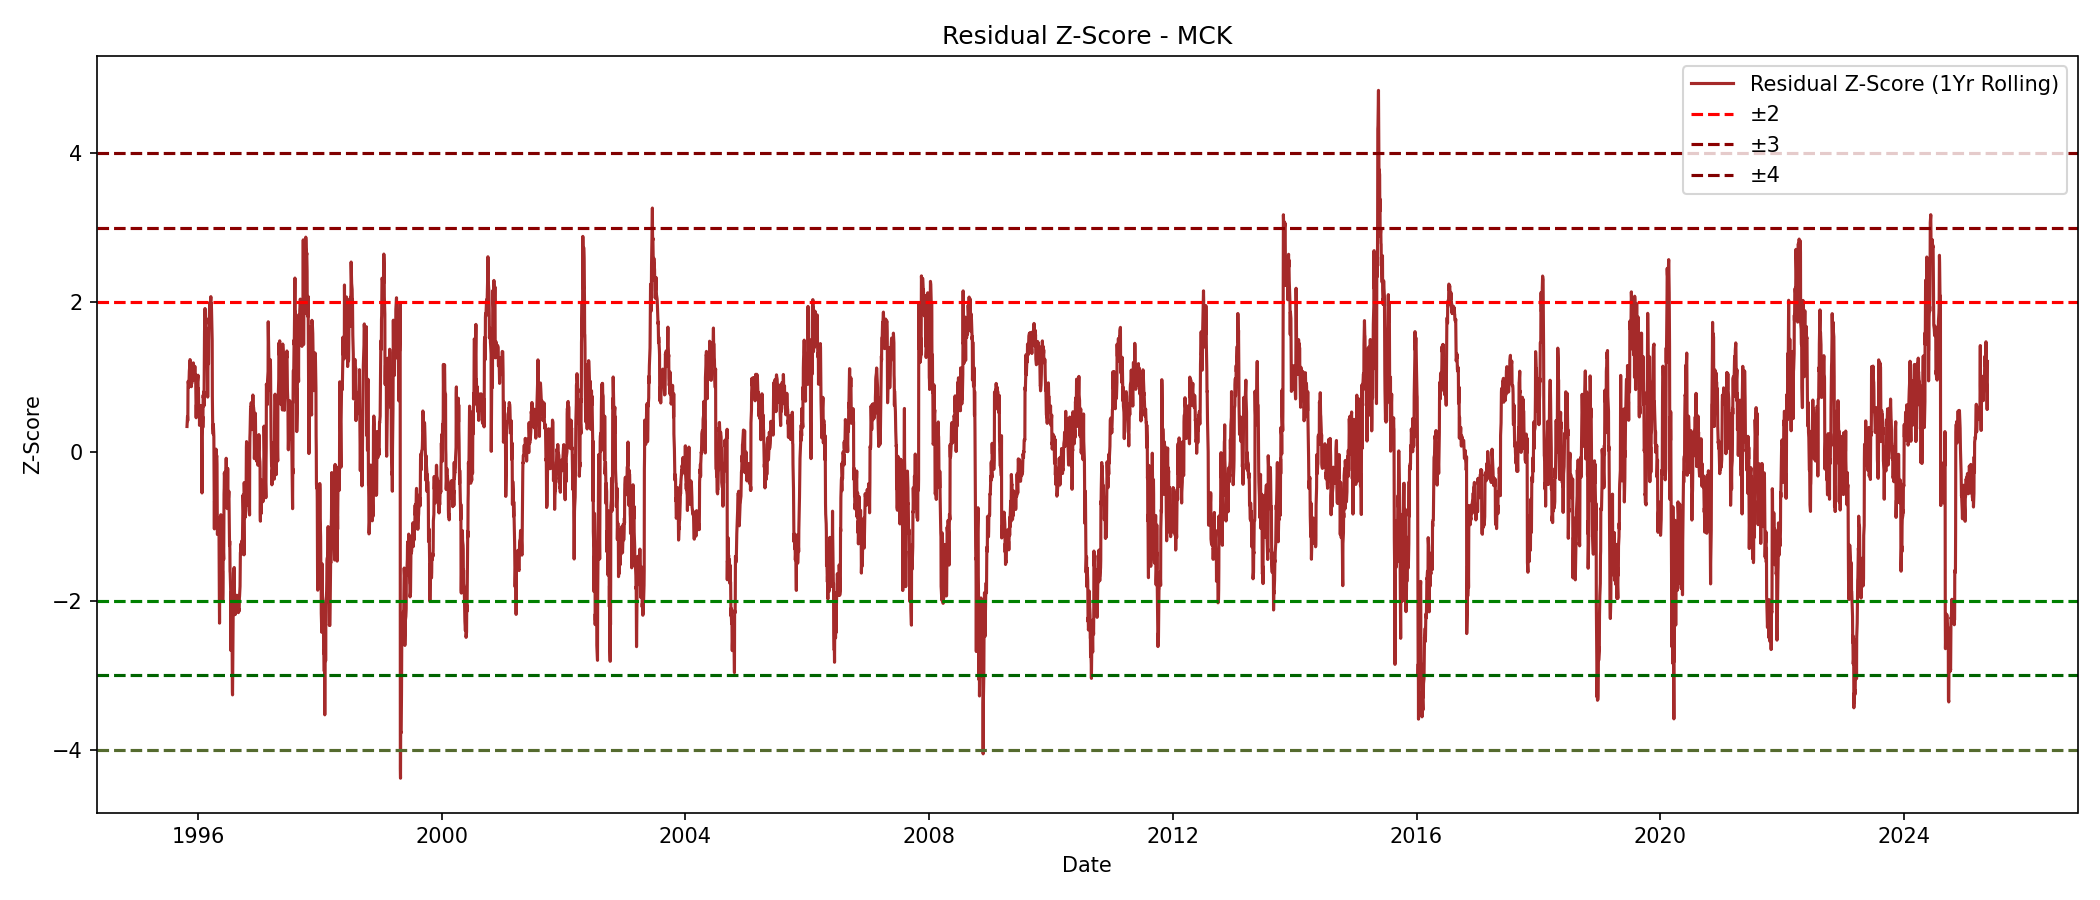 Residual Z-Score - MCK
Residual Z-Score (1Yr Rolling)
±2
±3
±4
Z-Score
4
2
0
−2
−4
1996 2000 2004 2008 2012 2016 2020 2024
Date